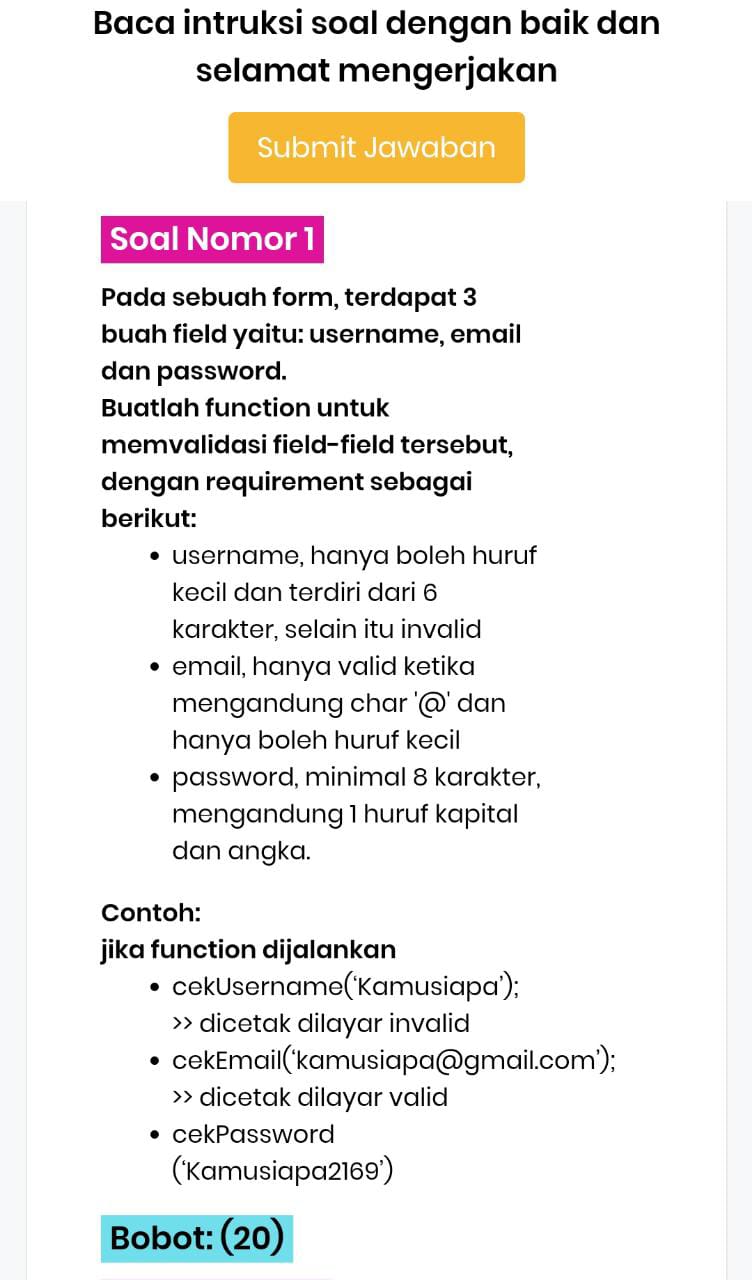 Baca intruksi soal dengan baik dan
selamat mengerjakan
Submit Jawaban
Soal Nomor 1
Pada sebuah form, terdapat 3
buah field yaitu: username, email
dan password.
Buatlah function untuk
memvalidasi field-field tersebut,
dengan requirement sebagai
berikut:
• username, hanya boleh huruf
kecil dan terdiri dari 6
karakter, selain itu invalid
• email, hanya valid ketika
mengandung char '@' dan
hanya boleh huruf kecil
• password, minimal 8 karakter,
mengandung 1 huruf kapital
dan angka.
Contoh:
jika function dijalankan
• cekUsername(‘Kamusiapa’);
>> dicetak dilayar invalid
• cekEmail(‘kamusiapa@gmail.com’);
>> dicetak dilayar valid
• cekPassword
(‘Kamusiapa2169’)
Bobot: (20)